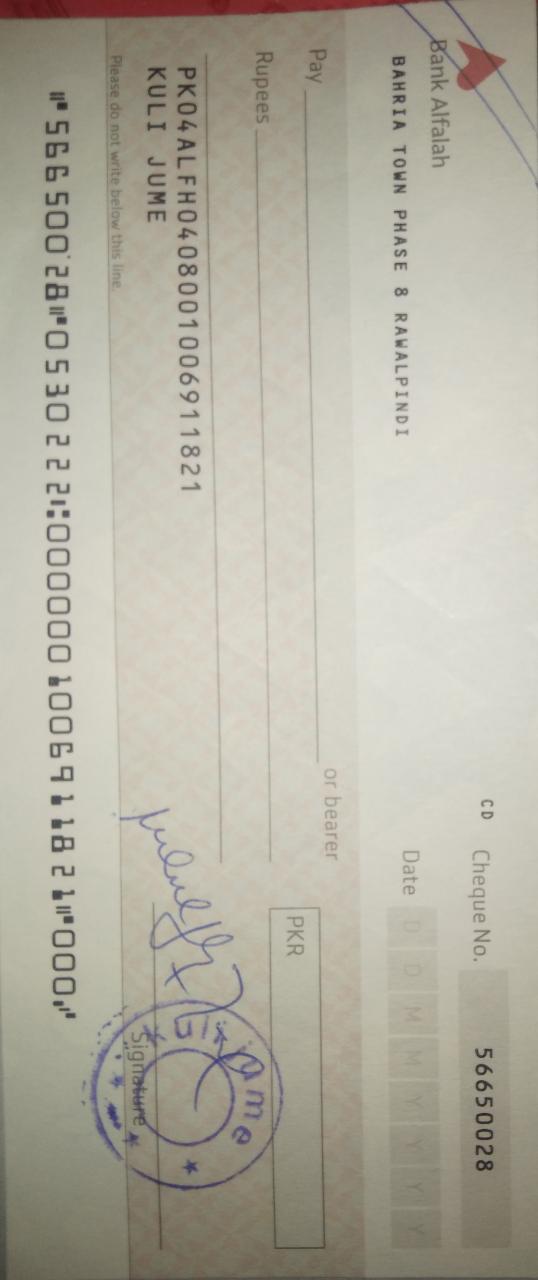 Bank Alfalah
BAHRIA TOWN PHASE 8 RAWALPINDI
CD Cheque No. 56650028
Date D D M M Y Y Y Y
Pay or bearer
Rupees
PKR
PK04ALFH0408001006911821
KULI JUME
Signature
Please do not write below this line.
⑈56650028⑈0530222⑆0000001006911821⑈000⑈